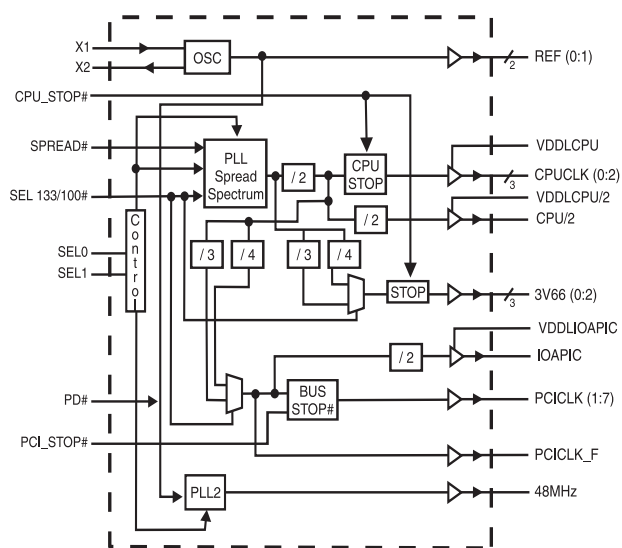 X1
X2
OSC
REF (0:1)
2
CPU_STOP#
SPREAD#
PLL
Spread
Spectrum
/ 2
CPU
STOP
VDDLCPU
CPUCLK (0:2)
3
VDDLCPU/2
SEL 133/100#
/ 2
CPU/2
Control
SEL0
SEL1
/ 3
/ 4
/ 3
/ 4
STOP
3V66 (0:2)
3
VDDLIOAPIC
/ 2
IOAPIC
PD#
BUS
STOP#
PCICLK (1:7)
PCI_STOP#
PCICLK_F
PLL2
48MHz